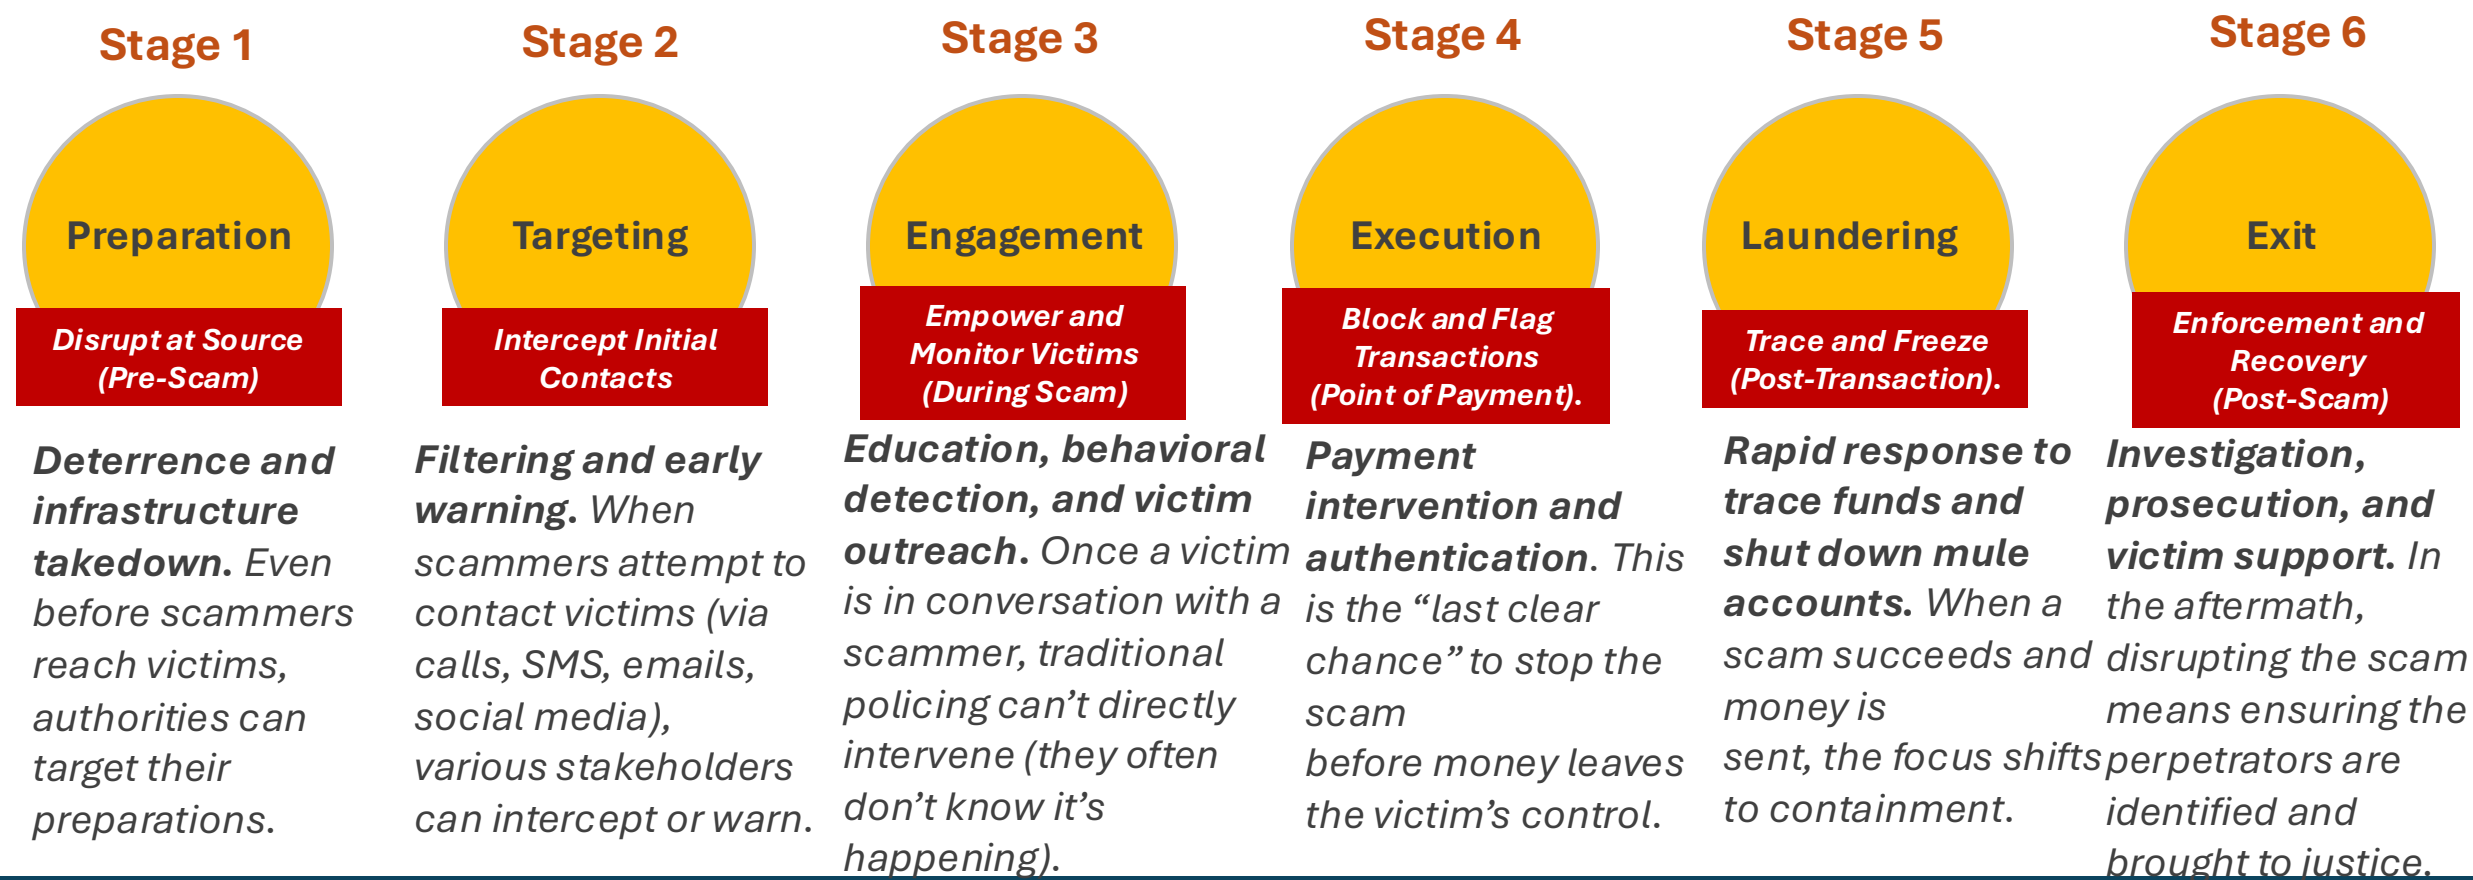 Stage 1
Preparation
Disrupt at Source
(Pre-Scam)
Deterrence and
infrastructure
takedown. Even
before scammers
reach victims,
authorities can
target their
preparations.
Stage 2
Targeting
Intercept Initial
Contacts
Filtering and early
warning. When
scammers attempt to
contact victims (via
calls, SMS, emails,
social media),
various stakeholders
can intercept or warn.
Stage 3
Engagement
Empower and
Monitor Victims
(During Scam)
Education, behavioral
detection, and victim
outreach. Once a victim
is in conversation with a
scammer, traditional
policing can’t directly
intervene (they often
don’t know it’s
happening).
Stage 4
Execution
Block and Flag
Transactions
(Point of Payment).
Payment
intervention and
authentication. This
is the “last clear
chance” to stop the
scam
before money leaves
the victim’s control.
Stage 5
Laundering
Trace and Freeze
(Post-Transaction).
Rapid response to
trace funds and
shut down mule
accounts. When a
scam succeeds and
money is
sent, the focus shifts
to containment.
Stage 6
Exit
Enforcement and
Recovery
(Post-Scam)
Investigation,
prosecution, and
victim support. In
the aftermath,
disrupting the scam
means ensuring the
perpetrators are
identified and
brought to justice.